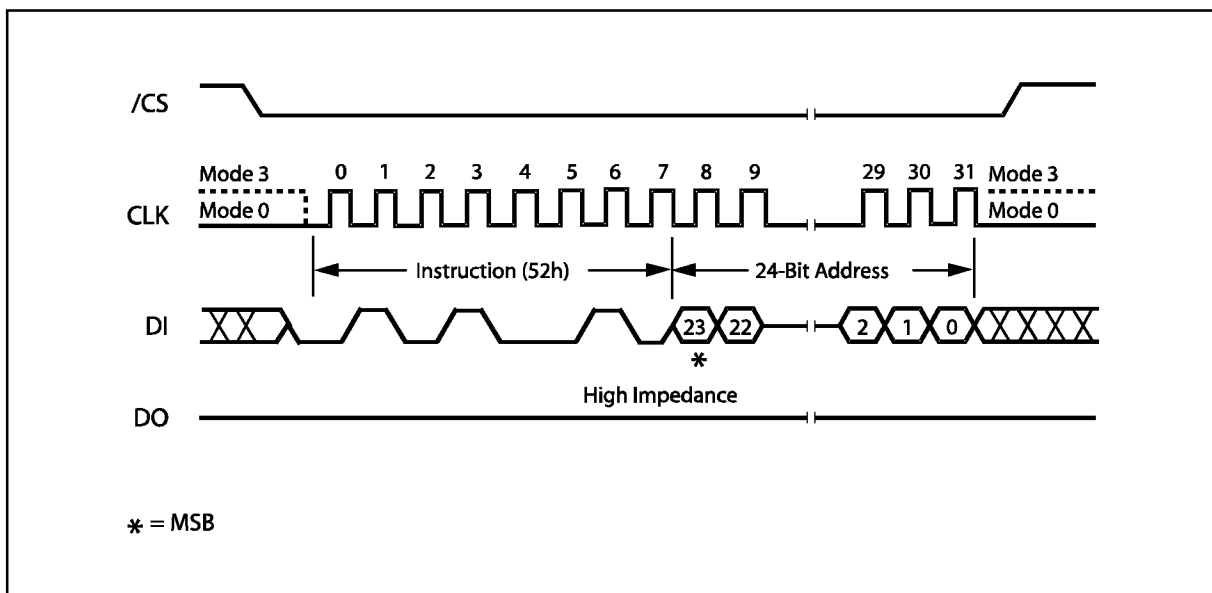 /CS
Mode 3
0 1 2 3 4 5 6 7 8 9 29 30 31
Mode 3
CLK
Mode 0
Mode 0
Instruction (52h)
24-Bit Address
DI
23 22 2 1 0
*
High Impedance
DO
* = MSB